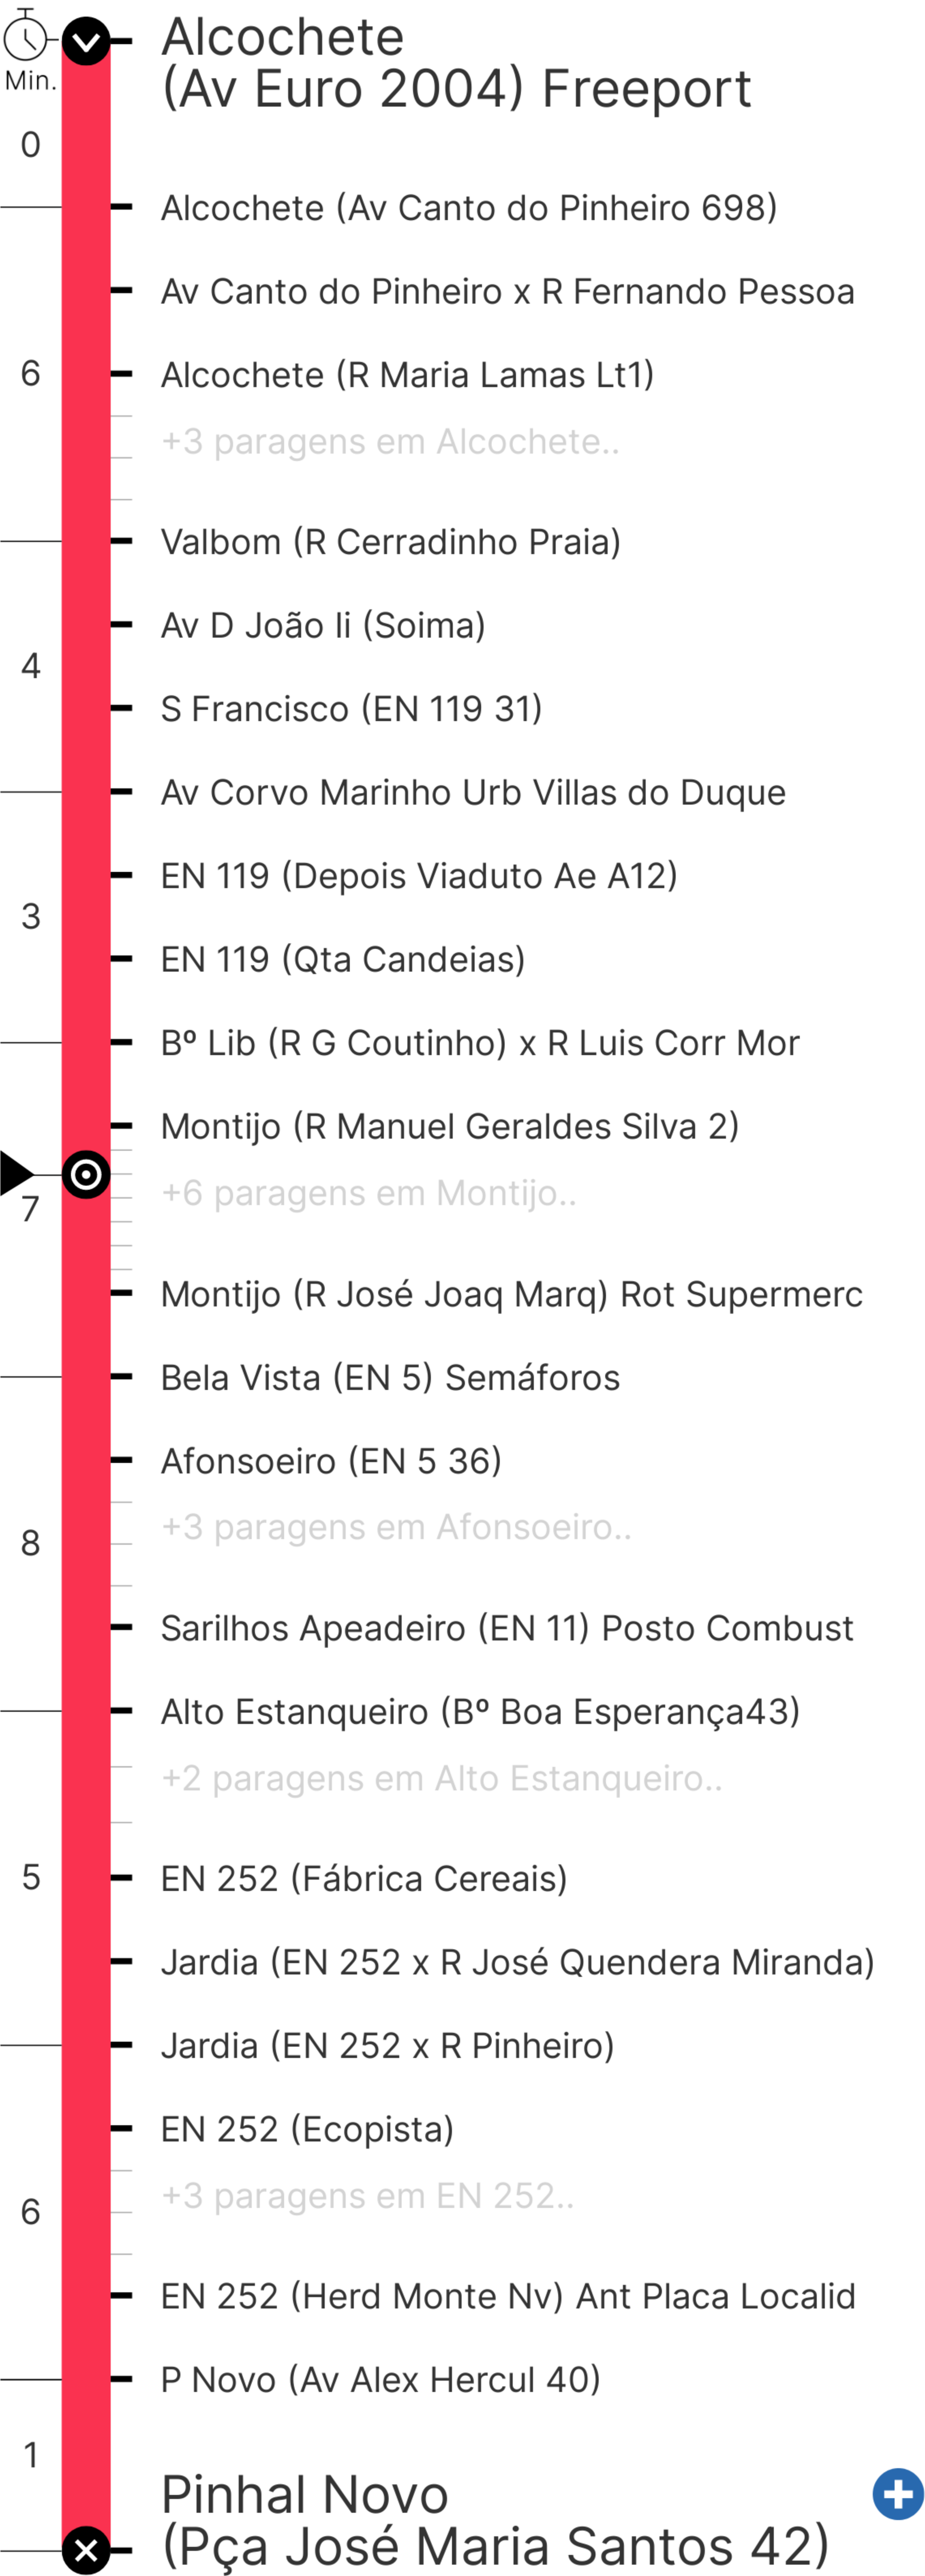 Alcochete
(Av Euro 2004) Freeport
Min.
0
Alcochete (Av Canto do Pinheiro 698)
Av Canto do Pinheiro x R Fernando Pessoa
6
Alcochete (R Maria Lamas Lt1)
+3 paragens em Alcochete..
Valbom (R Cerradinho Praia)
Av D João Ii (Soima)
4
S Francisco (EN 119 31)
Av Corvo Marinho Urb Villas do Duque
EN 119 (Depois Viaduto Ae A12)
3
EN 119 (Qta Candeias)
Bº Lib (R G Coutinho) x R Luis Corr Mor
Montijo (R Manuel Geraldes Silva 2)
+6 paragens em Montijo..
7
Montijo (R José Joaq Marq) Rot Supermerc
Bela Vista (EN 5) Semáforos
Afonsoeiro (EN 5 36)
+3 paragens em Afonsoeiro..
8
Sarilhos Apeadeiro (EN 11) Posto Combust
Alto Estanqueiro (Bº Boa Esperança43)
+2 paragens em Alto Estanqueiro..
5
EN 252 (Fábrica Cereais)
Jardia (EN 252 x R José Quendera Miranda)
Jardia (EN 252 x R Pinheiro)
EN 252 (Ecopista)
+3 paragens em EN 252..
6
EN 252 (Herd Monte Nv) Ant Placa Localid
P Novo (Av Alex Hercul 40)
1
Pinhal Novo
(Pça José Maria Santos 42)